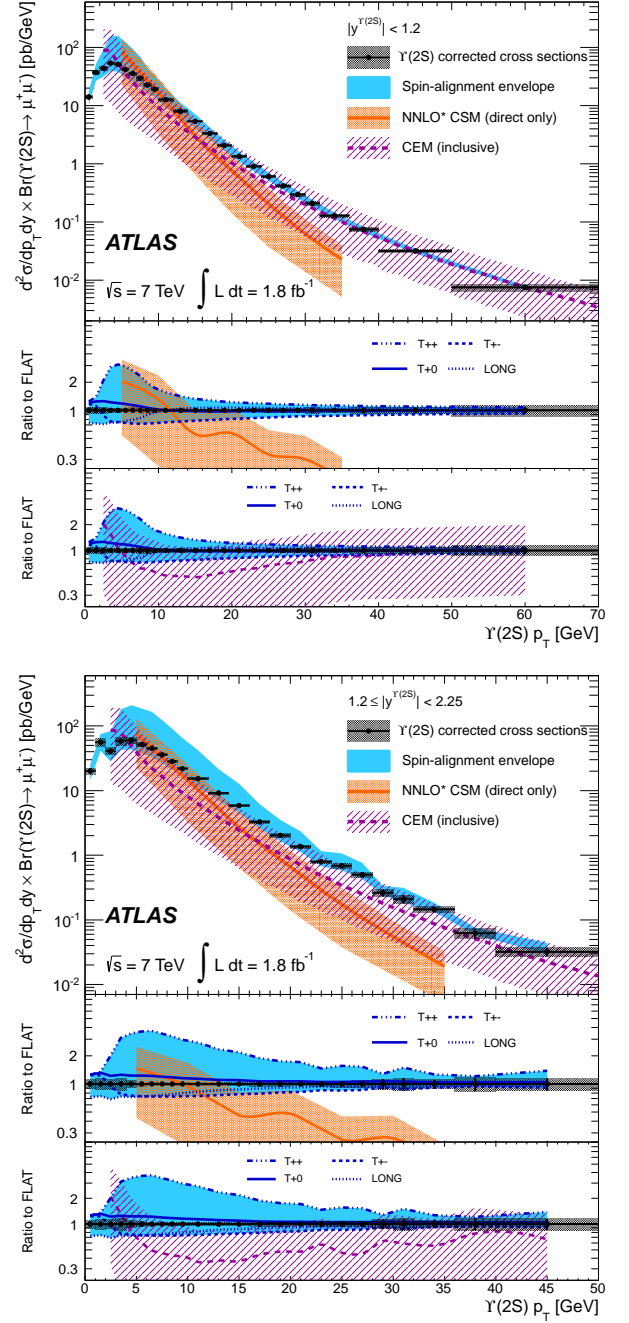 |y^Υ(2S)| < 1.2
d²σ/dp_T dy × Br(Υ(2S)→ μ⁺μ⁻) [pb/GeV]
10²
10
1
10⁻¹
10⁻²
Υ(2S) corrected cross sections
Spin-alignment envelope
NNLO* CSM (direct only)
CEM (inclusive)
ATLAS
√s = 7 TeV ∫ L dt = 1.8 fb⁻¹
Ratio to FLAT
2
1
0.3
T++ T+-
T+0 LONG
Ratio to FLAT
2
1
0.3
T++ T+-
T+0 LONG
0 10 20 30 40 50 60 70
Υ(2S) p_T [GeV]
1.2 ≤ |y^Υ(2S)| < 2.25
d²σ/dp_T dy × Br(Υ(2S)→ μ⁺μ⁻) [pb/GeV]
10²
10
1
10⁻¹
10⁻²
Υ(2S) corrected cross sections
Spin-alignment envelope
NNLO* CSM (direct only)
CEM (inclusive)
ATLAS
√s = 7 TeV ∫ L dt = 1.8 fb⁻¹
Ratio to FLAT
2
1
0.3
T++ T+-
T+0 LONG
Ratio to FLAT
2
1
0.3
T++ T+-
T+0 LONG
0 5 10 15 20 25 30 35 40 45 50
Υ(2S) p_T [GeV]